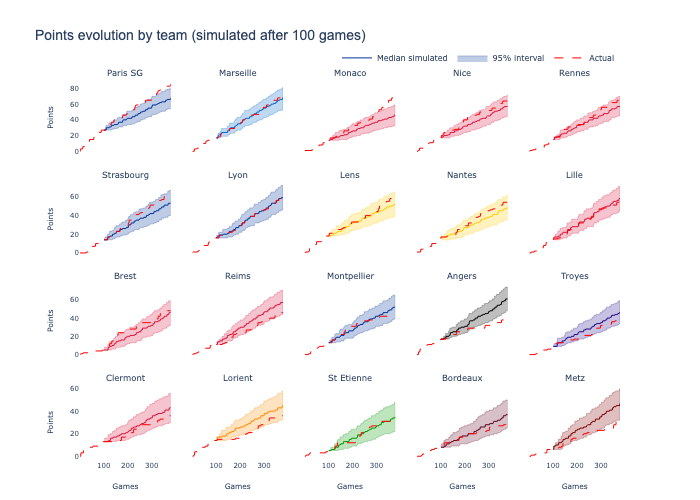 Points evolution by team (simulated after 100 games)
Median simulated 95% interval Actual
Paris SG Marseille Monaco Nice Rennes
80
60
40
20
0
Points
Strasbourg Lyon Lens Nantes Lille
60
40
20
0
Points
Brest Reims Montpellier Angers Troyes
60
40
20
0
Points
Clermont Lorient St Etienne Bordeaux Metz
60
40
20
0
Points
100 200 300 100 200 300 100 200 300 100 200 300 100 200 300
Games Games Games Games Games